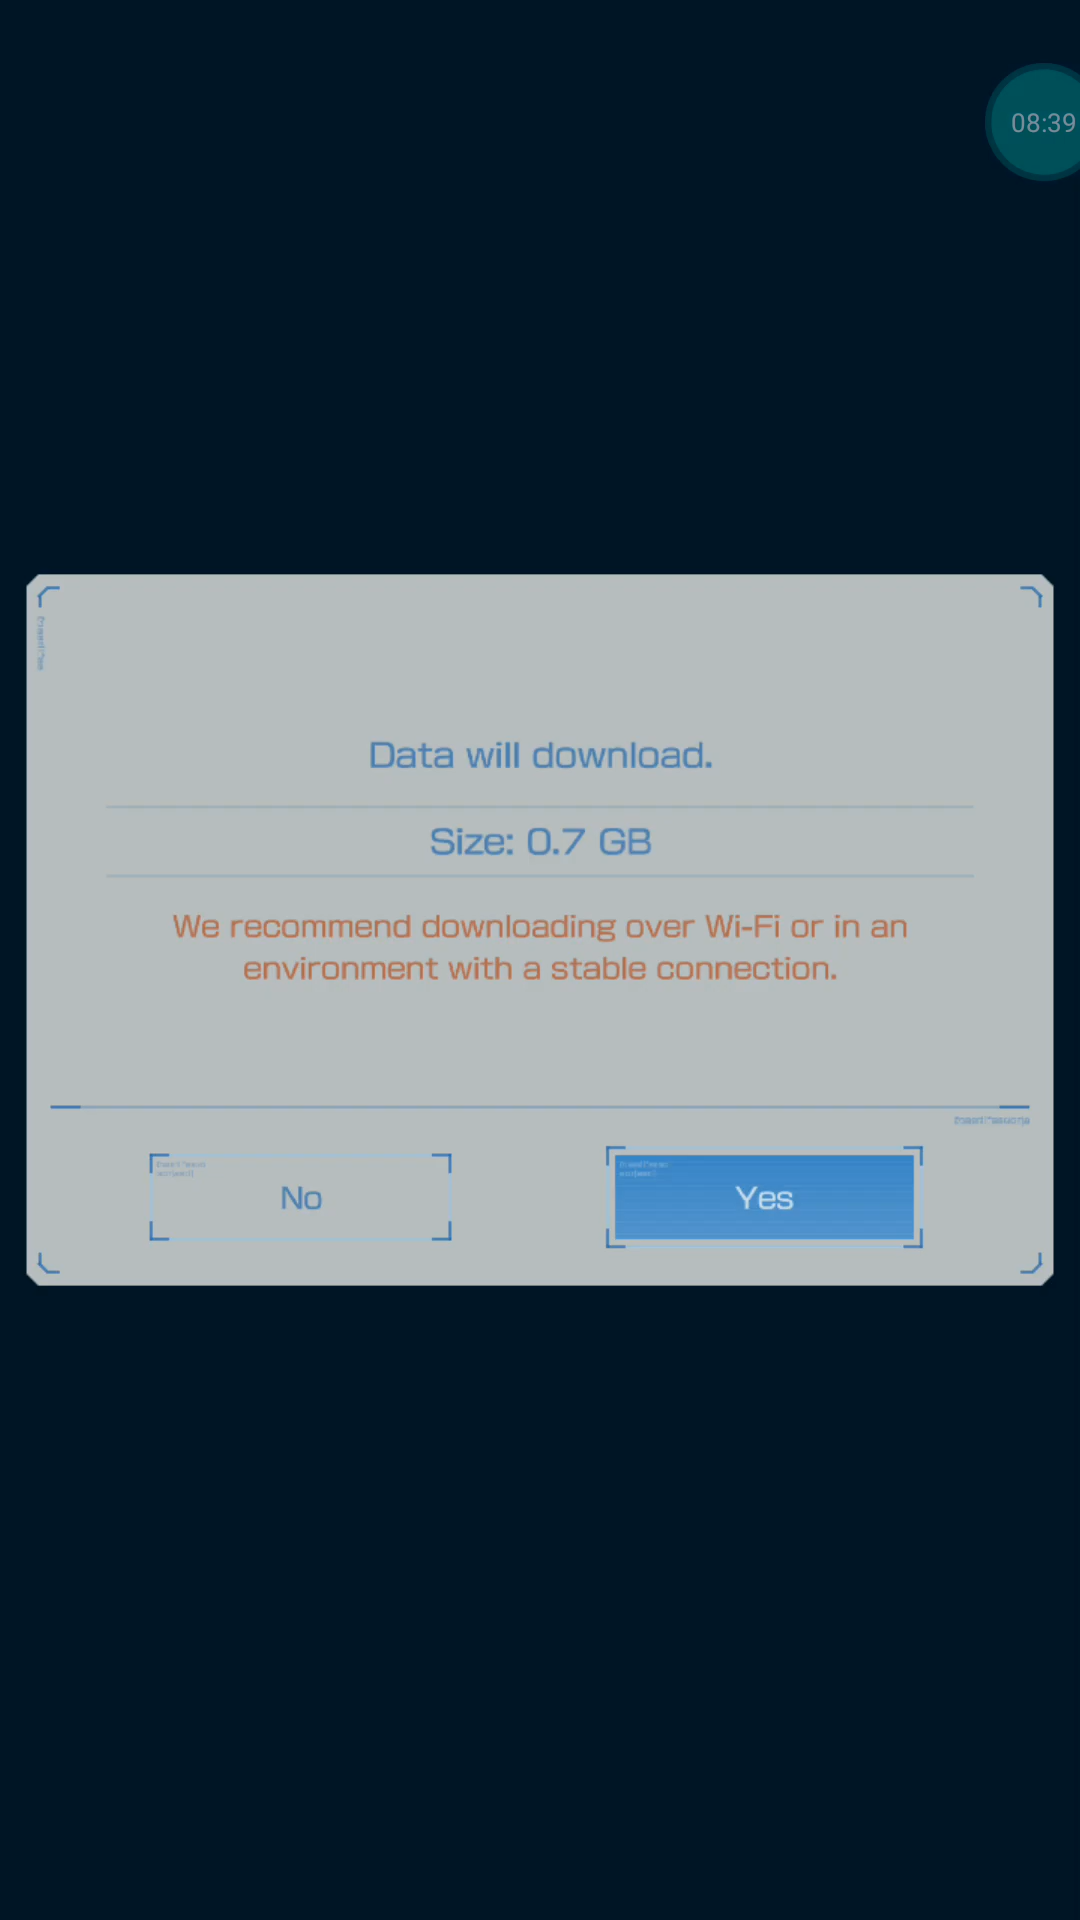 08:39
Data will download.
Size: 0.7 GB
We recommend downloading over Wi-Fi or in an
environment with a stable connection.
No
Yes